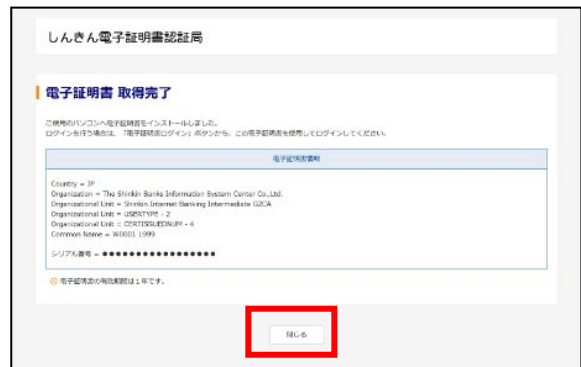 しんきん電子証明書認証局
電子証明書 取得完了
ご使用のパソコンへ電子証明書をインストールしました。
ログインを行う場合は、「電子証明書ログイン」ボタンから、この電子証明書を使用してログインしてください。
電子証明書情報
Country = JP
Organization = The Shinkin Banks Information System Center Co.,Ltd.
Organizational Unit = Shinkin Internet Banking Intermediate G2CA
Organizational Unit = USERTYPE - 2
Organizational Unit = CERTISSUEDNUM - 4
Common Name = W0001 1999
シリアル番号 = ●●●●●●●●●●●●●●●●●
電子証明書の有効期間は1年です。
閉じる